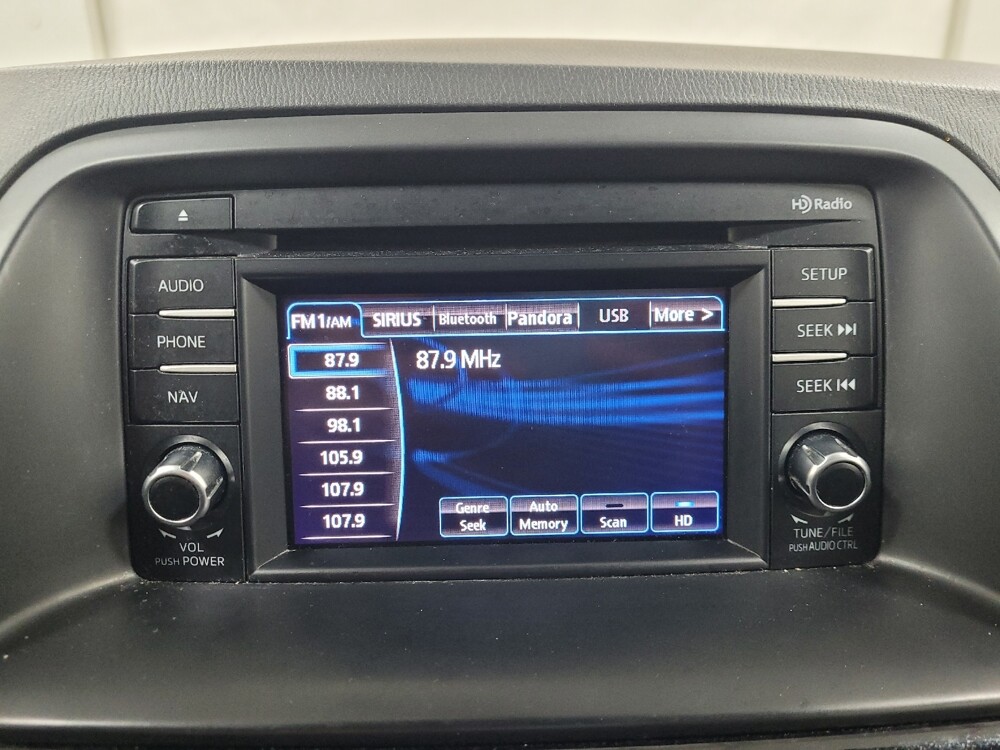 HD Radio
AUDIO
PHONE
NAV
VOL
PUSH POWER
FM1/AM SIRIUS Bluetooth Pandora USB More >
87.9
88.1
98.1
105.9
107.9
107.9
87.9 MHz
Genre Seek
Auto Memory
Scan
HD
SETUP
SEEK
SEEK
TUNE/FILE
PUSH AUDIO CTRL